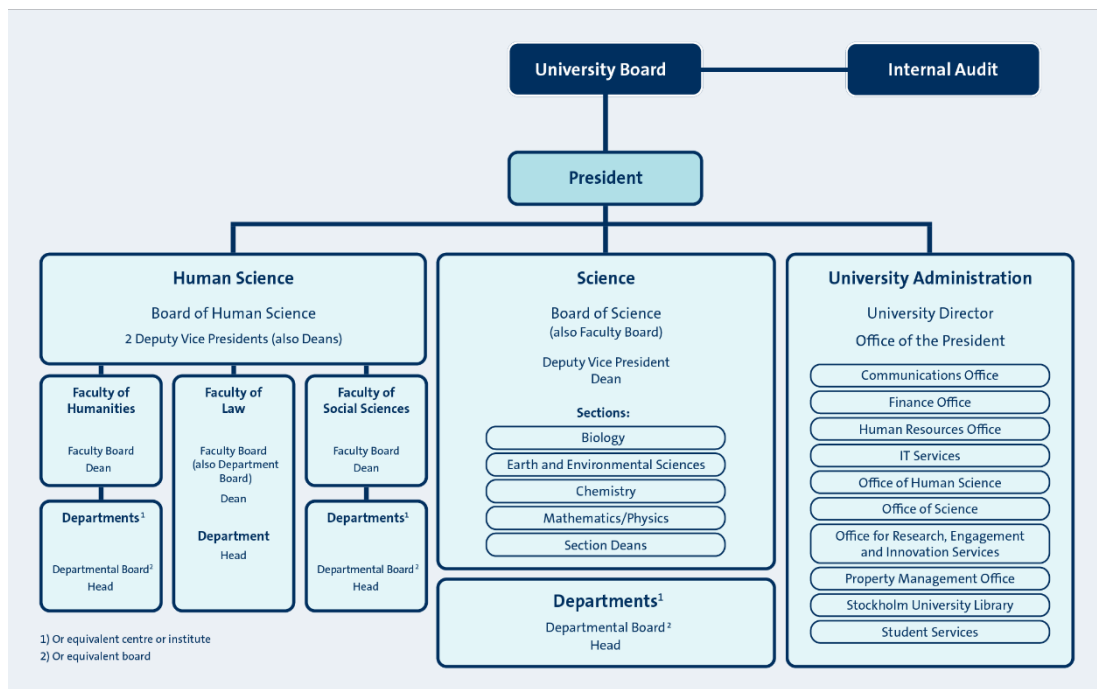 University Board
Internal Audit
President
Human Science
Board of Human Science
2 Deputy Vice Presidents (also Deans)
Faculty of
Humanities
Faculty Board
Dean
Departments¹
Departmental Board²
Head
Faculty of
Law
Faculty Board
(also Department
Board)
Dean
Department
Head
Faculty of
Social Sciences
Faculty Board
Dean
Departments¹
Departmental Board²
Head
1) Or equivalent centre or institute
2) Or equivalent board
Science
Board of Science
(also Faculty Board)
Deputy Vice President
Dean
Sections:
Biology
Earth and Environmental Sciences
Chemistry
Mathematics/Physics
Section Deans
Departments¹
Departmental Board²
Head
University Administration
University Director
Office of the President
Communications Office
Finance Office
Human Resources Office
IT Services
Office of Human Science
Office of Science
Office for Research, Engagement
and Innovation Services
Property Management Office
Stockholm University Library
Student Services